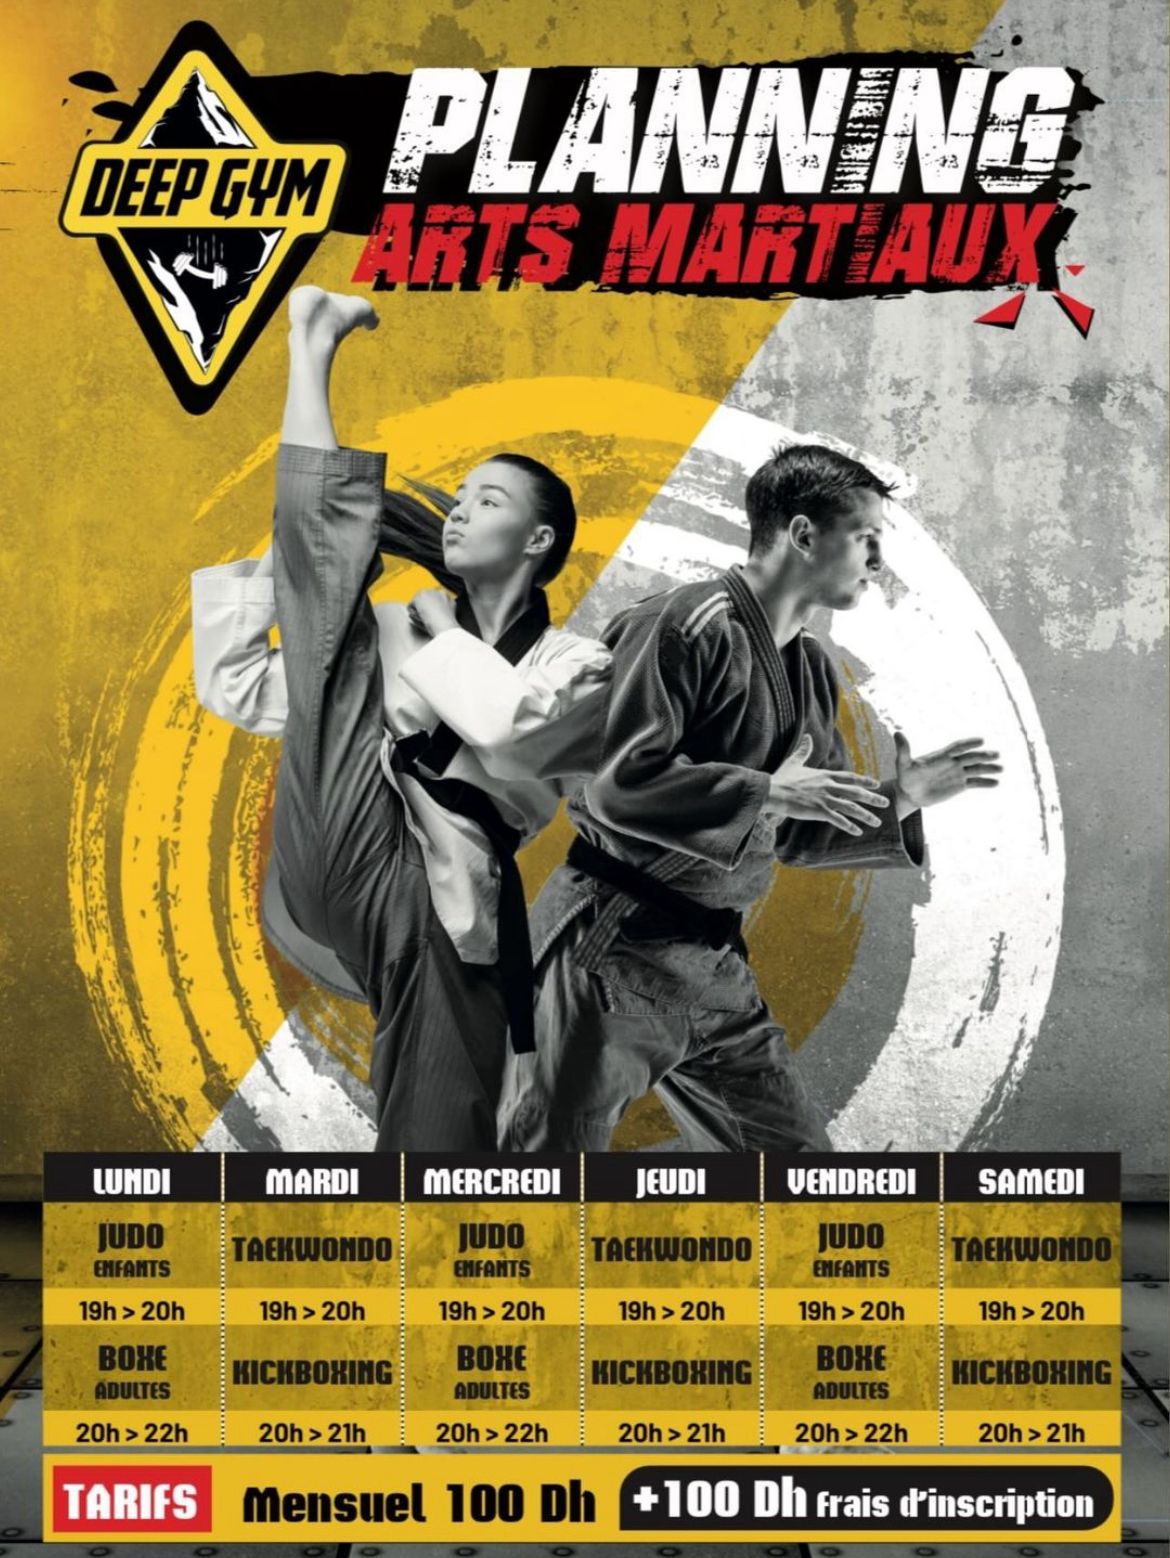 DEEP GYM
PLANNING
ARTS MARTIAUX
LUNDI MARDI MERCREDI JEUDI VENDREDI SAMEDI
JUDO ENFANTS TAEKWONDO JUDO ENFANTS TAEKWONDO JUDO ENFANTS TAEKWONDO
19h > 20h 19h > 20h 19h > 20h 19h > 20h 19h > 20h 19h > 20h
BOXE ADULTES KICKBOXING BOXE ADULTES KICKBOXING BOXE ADULTES KICKBOXING
20h > 22h 20h > 21h 20h > 22h 20h > 21h 20h > 22h 20h > 21h
TARIFS Mensuel 100 Dh +100 Dh frais d'inscription